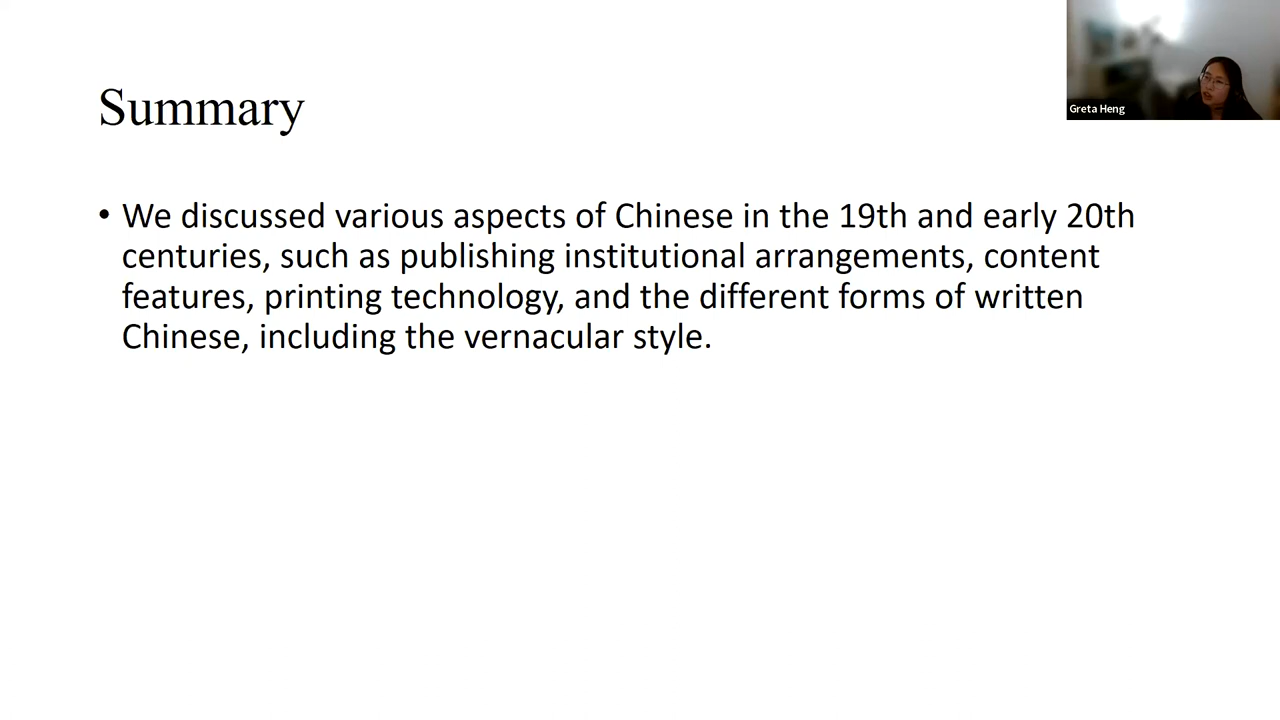 Summary
Greta Heng
• We discussed various aspects of Chinese in the 19th and early 20th
centuries, such as publishing institutional arrangements, content
features, printing technology, and the different forms of written
Chinese, including the vernacular style.